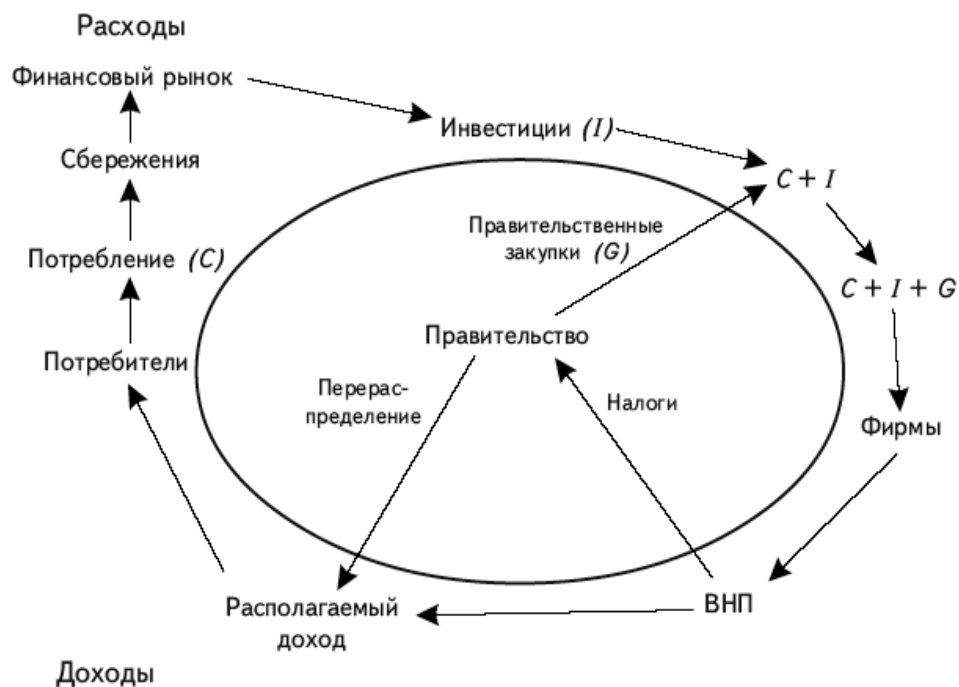 Расходы
Финансовый рынок
Инвестиции (I)
Сбережения
C + I
Правительственные
закупки (G)
Потребление (C)
C + I + G
Правительство
Потребители
Перерас-
пределение
Налоги
Фирмы
Располагаемый
доход
ВНП
Доходы